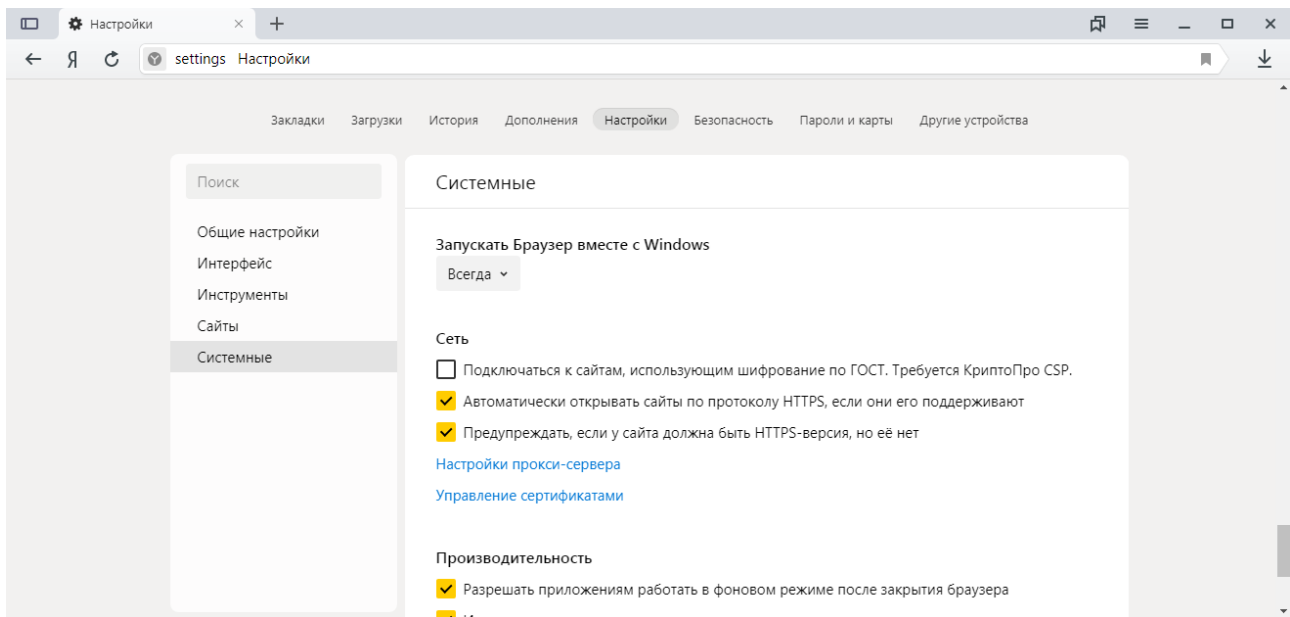 Настройки
Я
settings Настройки
Закладки Загрузки История Дополнения Настройки Безопасность Пароли и карты Другие устройства
Поиск
Общие настройки
Интерфейс
Инструменты
Сайты
Системные
Системные
Запускать Браузер вместе с Windows
Всегда
Сеть
Подключаться к сайтам, использующим шифрование по ГОСТ. Требуется КриптоПро CSP.
Автоматически открывать сайты по протоколу HTTPS, если они его поддерживают
Предупреждать, если у сайта должна быть HTTPS-версия, но её нет
Настройки прокси-сервера
Управление сертификатами
Производительность
Разрешать приложениям работать в фоновом режиме после закрытия браузера